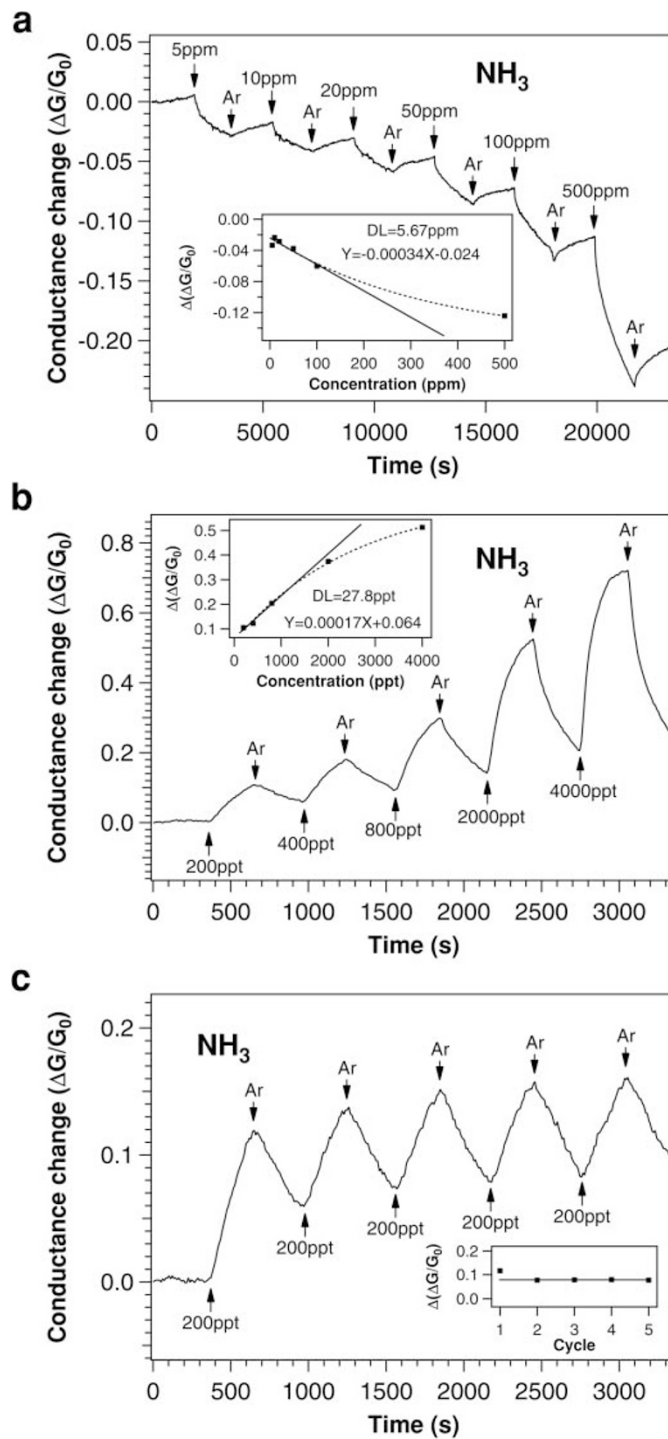 a
Conductance change (ΔG/G₀)
0.05
0.00
-0.05
-0.10
-0.15
-0.20
5ppm
Ar
10ppm
Ar
20ppm
Ar
50ppm
Ar
100ppm
Ar
500ppm
Ar
NH₃
Δ(ΔG/G₀)
0.00
-0.04
-0.08
-0.12
DL=5.67ppm
Y=-0.00034X-0.024
0 100 200 300 400 500
Concentration (ppm)
0 5000 10000 15000 20000
Time (s)
b
Conductance change (ΔG/G₀)
0.8
0.6
0.4
0.2
0.0
Δ(ΔG/G₀)
0.5
0.4
0.3
0.2
0.1
DL=27.8ppt
Y=0.00017X+0.064
0 1000 2000 3000 4000
Concentration (ppt)
NH₃
Ar
Ar
Ar
Ar
Ar
200ppt
400ppt
800ppt
2000ppt
4000ppt
0 500 1000 1500 2000 2500 3000
Time (s)
c
Conductance change (ΔG/G₀)
0.2
0.1
0.0
NH₃
Ar
Ar
Ar
Ar
Ar
200ppt
200ppt
200ppt
200ppt
200ppt
Δ(ΔG/G₀)
0.2
0.1
0.0
1 2 3 4 5
Cycle
0 500 1000 1500 2000 2500 3000
Time (s)